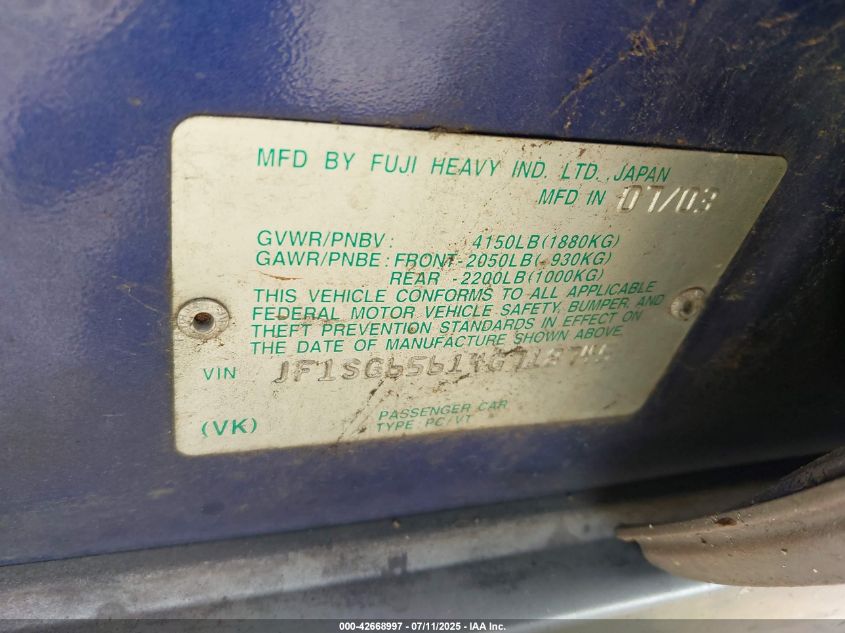 MFD BY FUJI HEAVY IND. LTD. JAPAN
MFD IN 07/03
GVWR/PNBV : 4150LB(1880KG)
GAWR/PNBE : FRONT-2050LB( 930KG)
REAR -2200LB(1000KG)
THIS VEHICLE CONFORMS TO ALL APPLICABLE
FEDERAL MOTOR VEHICLE SAFETY, BUMPER, AND
THEFT PREVENTION STANDARDS IN EFFECT ON
THE DATE OF MANUFACTURE SHOWN ABOVE.
VIN
(VK)
PASSENGER CAR
TYPE PC/VT
000-42668997 - 07/11/2025 - IAA Inc.